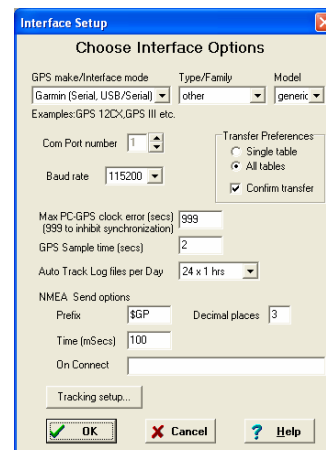 Interface Setup
Choose Interface Options
GPS make/Interface mode Type/Family Model
Garmin (Serial, USB/Serial) other generic
Examples:GPS 12CX,GPS III etc.
Com Port number 1
Baud rate 115200
Transfer Preferences
Single table
All tables
Confirm transfer
Max PC-GPS clock error (secs) 999
(999 to inhibit synchronization)
GPS Sample time (secs) 2
Auto Track Log files per Day 24 x 1 hrs
NMEA Send options
Prefix $GP Decimal places 3
Time (mSecs) 100
On Connect
Tracking setup...
OK Cancel ? Help